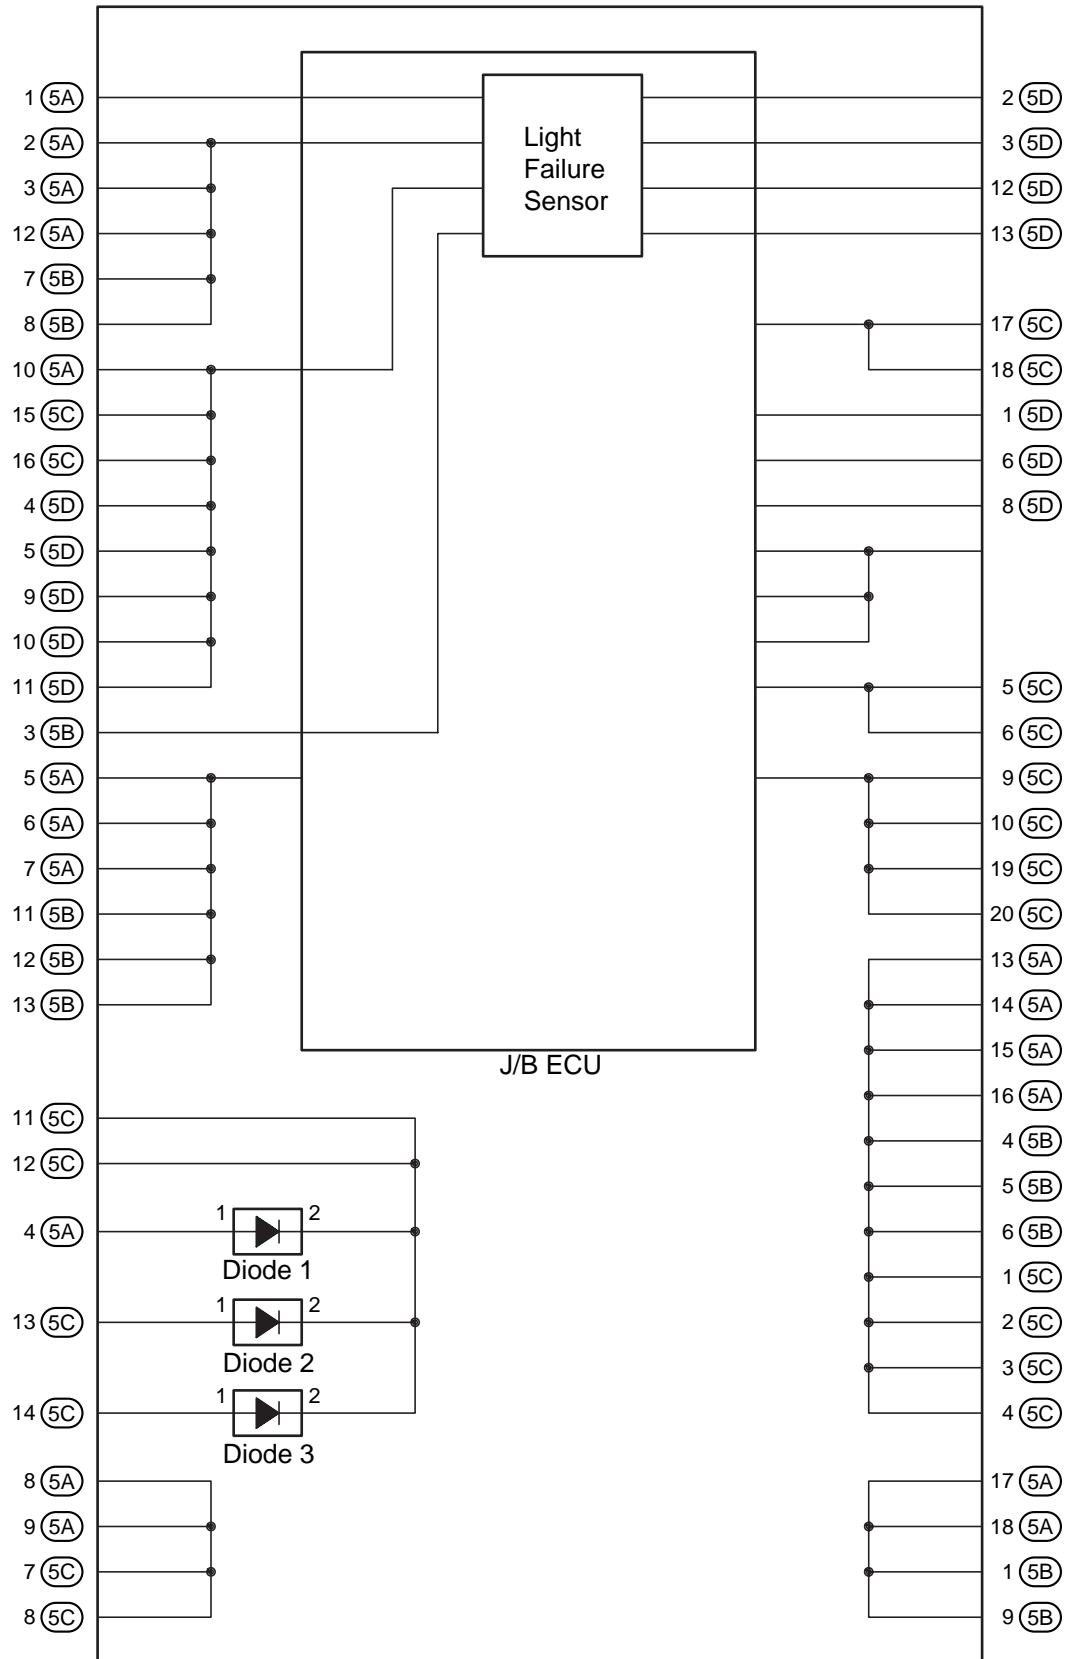 1 5A
2 5A
3 5A
12 5A
7 5B
8 5B
10 5A
15 5C
16 5C
4 5D
5 5D
9 5D
10 5D
11 5D
3 5B
5 5A
6 5A
7 5A
11 5B
12 5B
13 5B
11 5C
12 5C
4 5A
13 5C
14 5C
8 5A
9 5A
7 5C
8 5C
Light
Failure
Sensor
J/B ECU
1 2
Diode 1
1 2
Diode 2
1 2
Diode 3
2 5D
3 5D
12 5D
13 5D
17 5C
18 5C
1 5D
6 5D
8 5D
5 5C
6 5C
9 5C
10 5C
19 5C
20 5C
13 5A
14 5A
15 5A
16 5A
4 5B
5 5B
6 5B
1 5C
2 5C
3 5C
4 5C
17 5A
18 5A
1 5B
9 5B